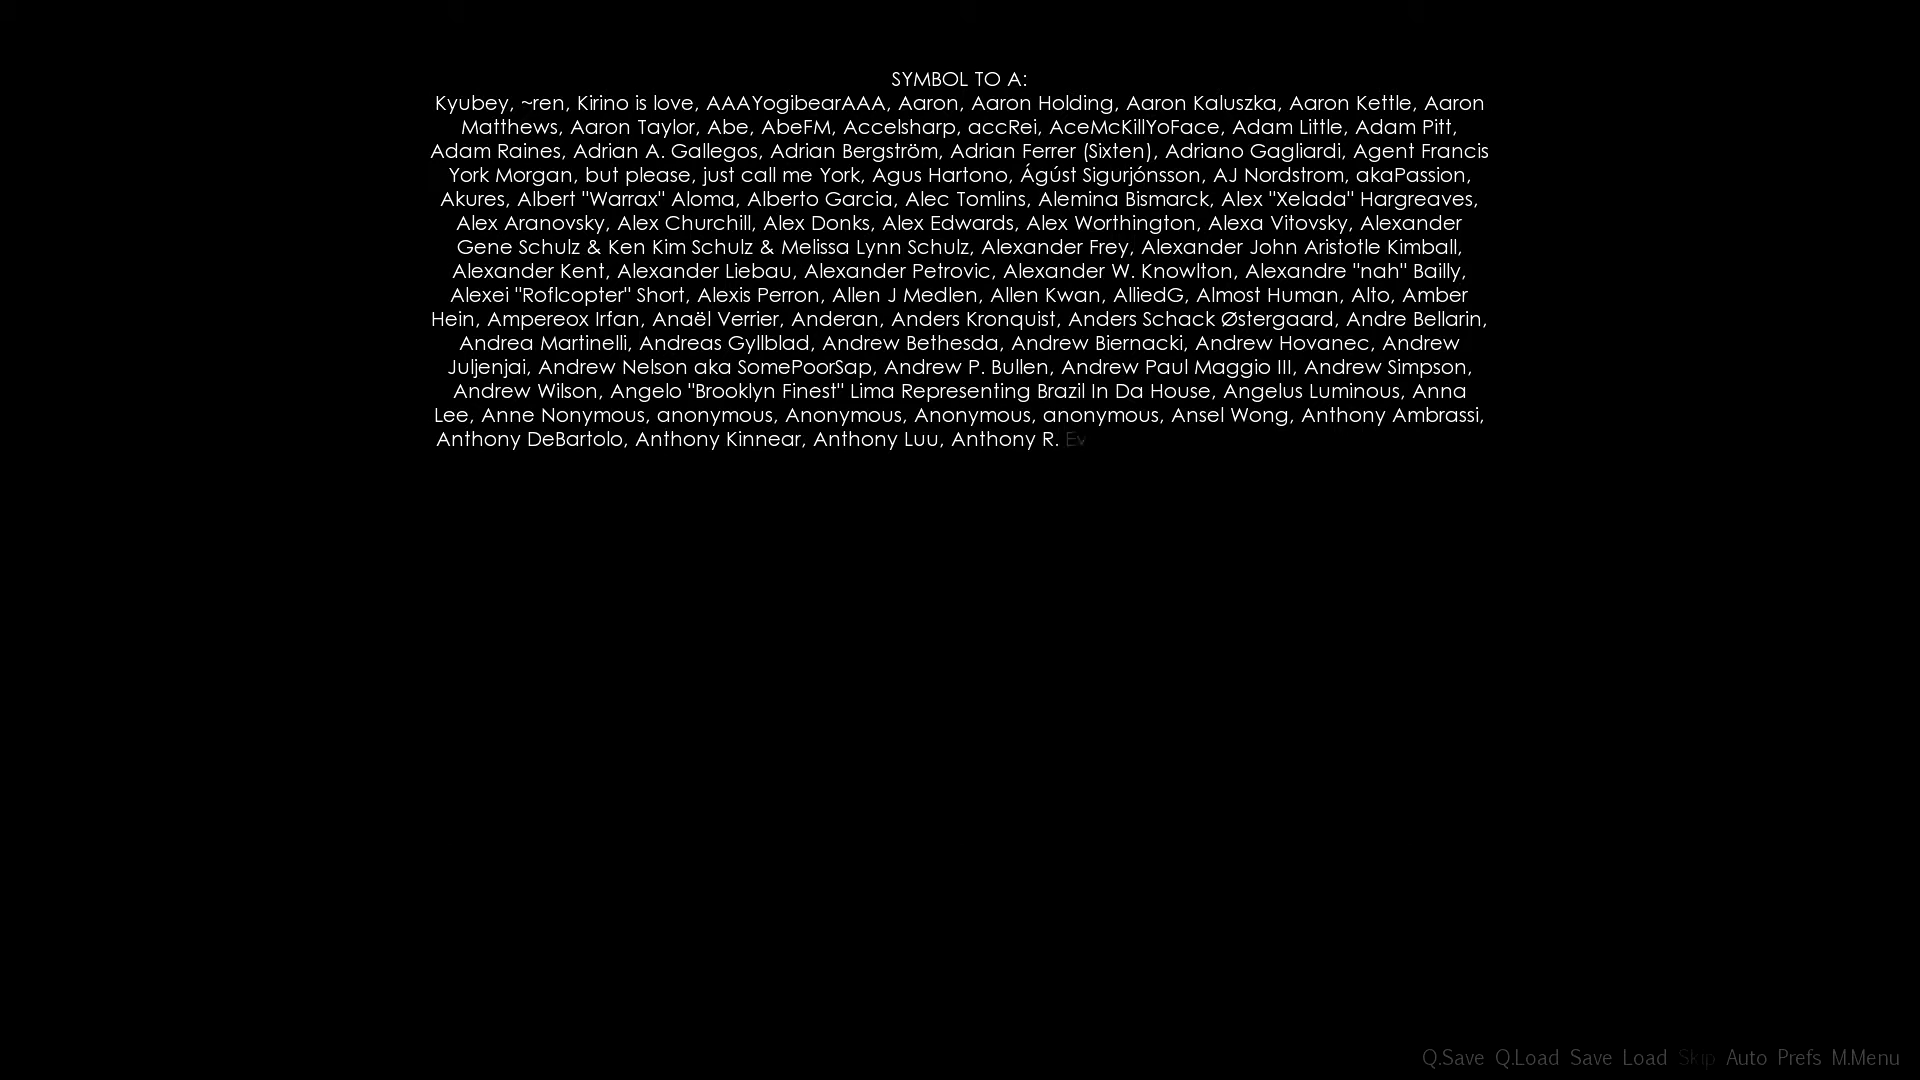 SYMBOL TO A:
Kyubey, ~ren, Kirino is love, AAAYogibearAAA, Aaron, Aaron Holding, Aaron Kaluszka, Aaron Kettle, Aaron
Matthews, Aaron Taylor, Abe, AbeFM, Accelsharp, accRei, AceMcKillYoFace, Adam Little, Adam Pitt,
Adam Raines, Adrian A. Gallegos, Adrian Bergström, Adrian Ferrer (Sixten), Adriano Gagliardi, Agent Francis
York Morgan, but please, just call me York, Agus Hartono, Ágúst Sigurjónsson, AJ Nordstrom, akaPassion,
Akures, Albert "Warrax" Aloma, Alberto Garcia, Alec Tomlins, Alemina Bismarck, Alex "Xelada" Hargreaves,
Alex Aranovsky, Alex Churchill, Alex Donks, Alex Edwards, Alex Worthington, Alexa Vitovsky, Alexander
Gene Schulz & Ken Kim Schulz & Melissa Lynn Schulz, Alexander Frey, Alexander John Aristotle Kimball,
Alexander Kent, Alexander Liebau, Alexander Petrovic, Alexander W. Knowlton, Alexandre "nah" Bailly,
Alexei "Roflcopter" Short, Alexis Perron, Allen J Medlen, Allen Kwan, AlliedG, Almost Human, Alto, Amber
Hein, Ampereox Irfan, Anaël Verrier, Anderan, Anders Kronquist, Anders Schack Østergaard, Andre Bellarin,
Andrea Martinelli, Andreas Gyllblad, Andrew Bethesda, Andrew Biernacki, Andrew Hovanec, Andrew
Juljenjai, Andrew Nelson aka SomePoorSap, Andrew P. Bullen, Andrew Paul Maggio III, Andrew Simpson,
Andrew Wilson, Angelo "Brooklyn Finest" Lima Representing Brazil In Da House, Angelus Luminous, Anna
Lee, Anne Nonymous, anonymous, Anonymous, Anonymous, anonymous, Ansel Wong, Anthony Ambrassi,
Anthony DeBartolo, Anthony Kinnear, Anthony Luu, Anthony R. Ev
Q.Save Q.Load Save Load Skip Auto Prefs M.Menu